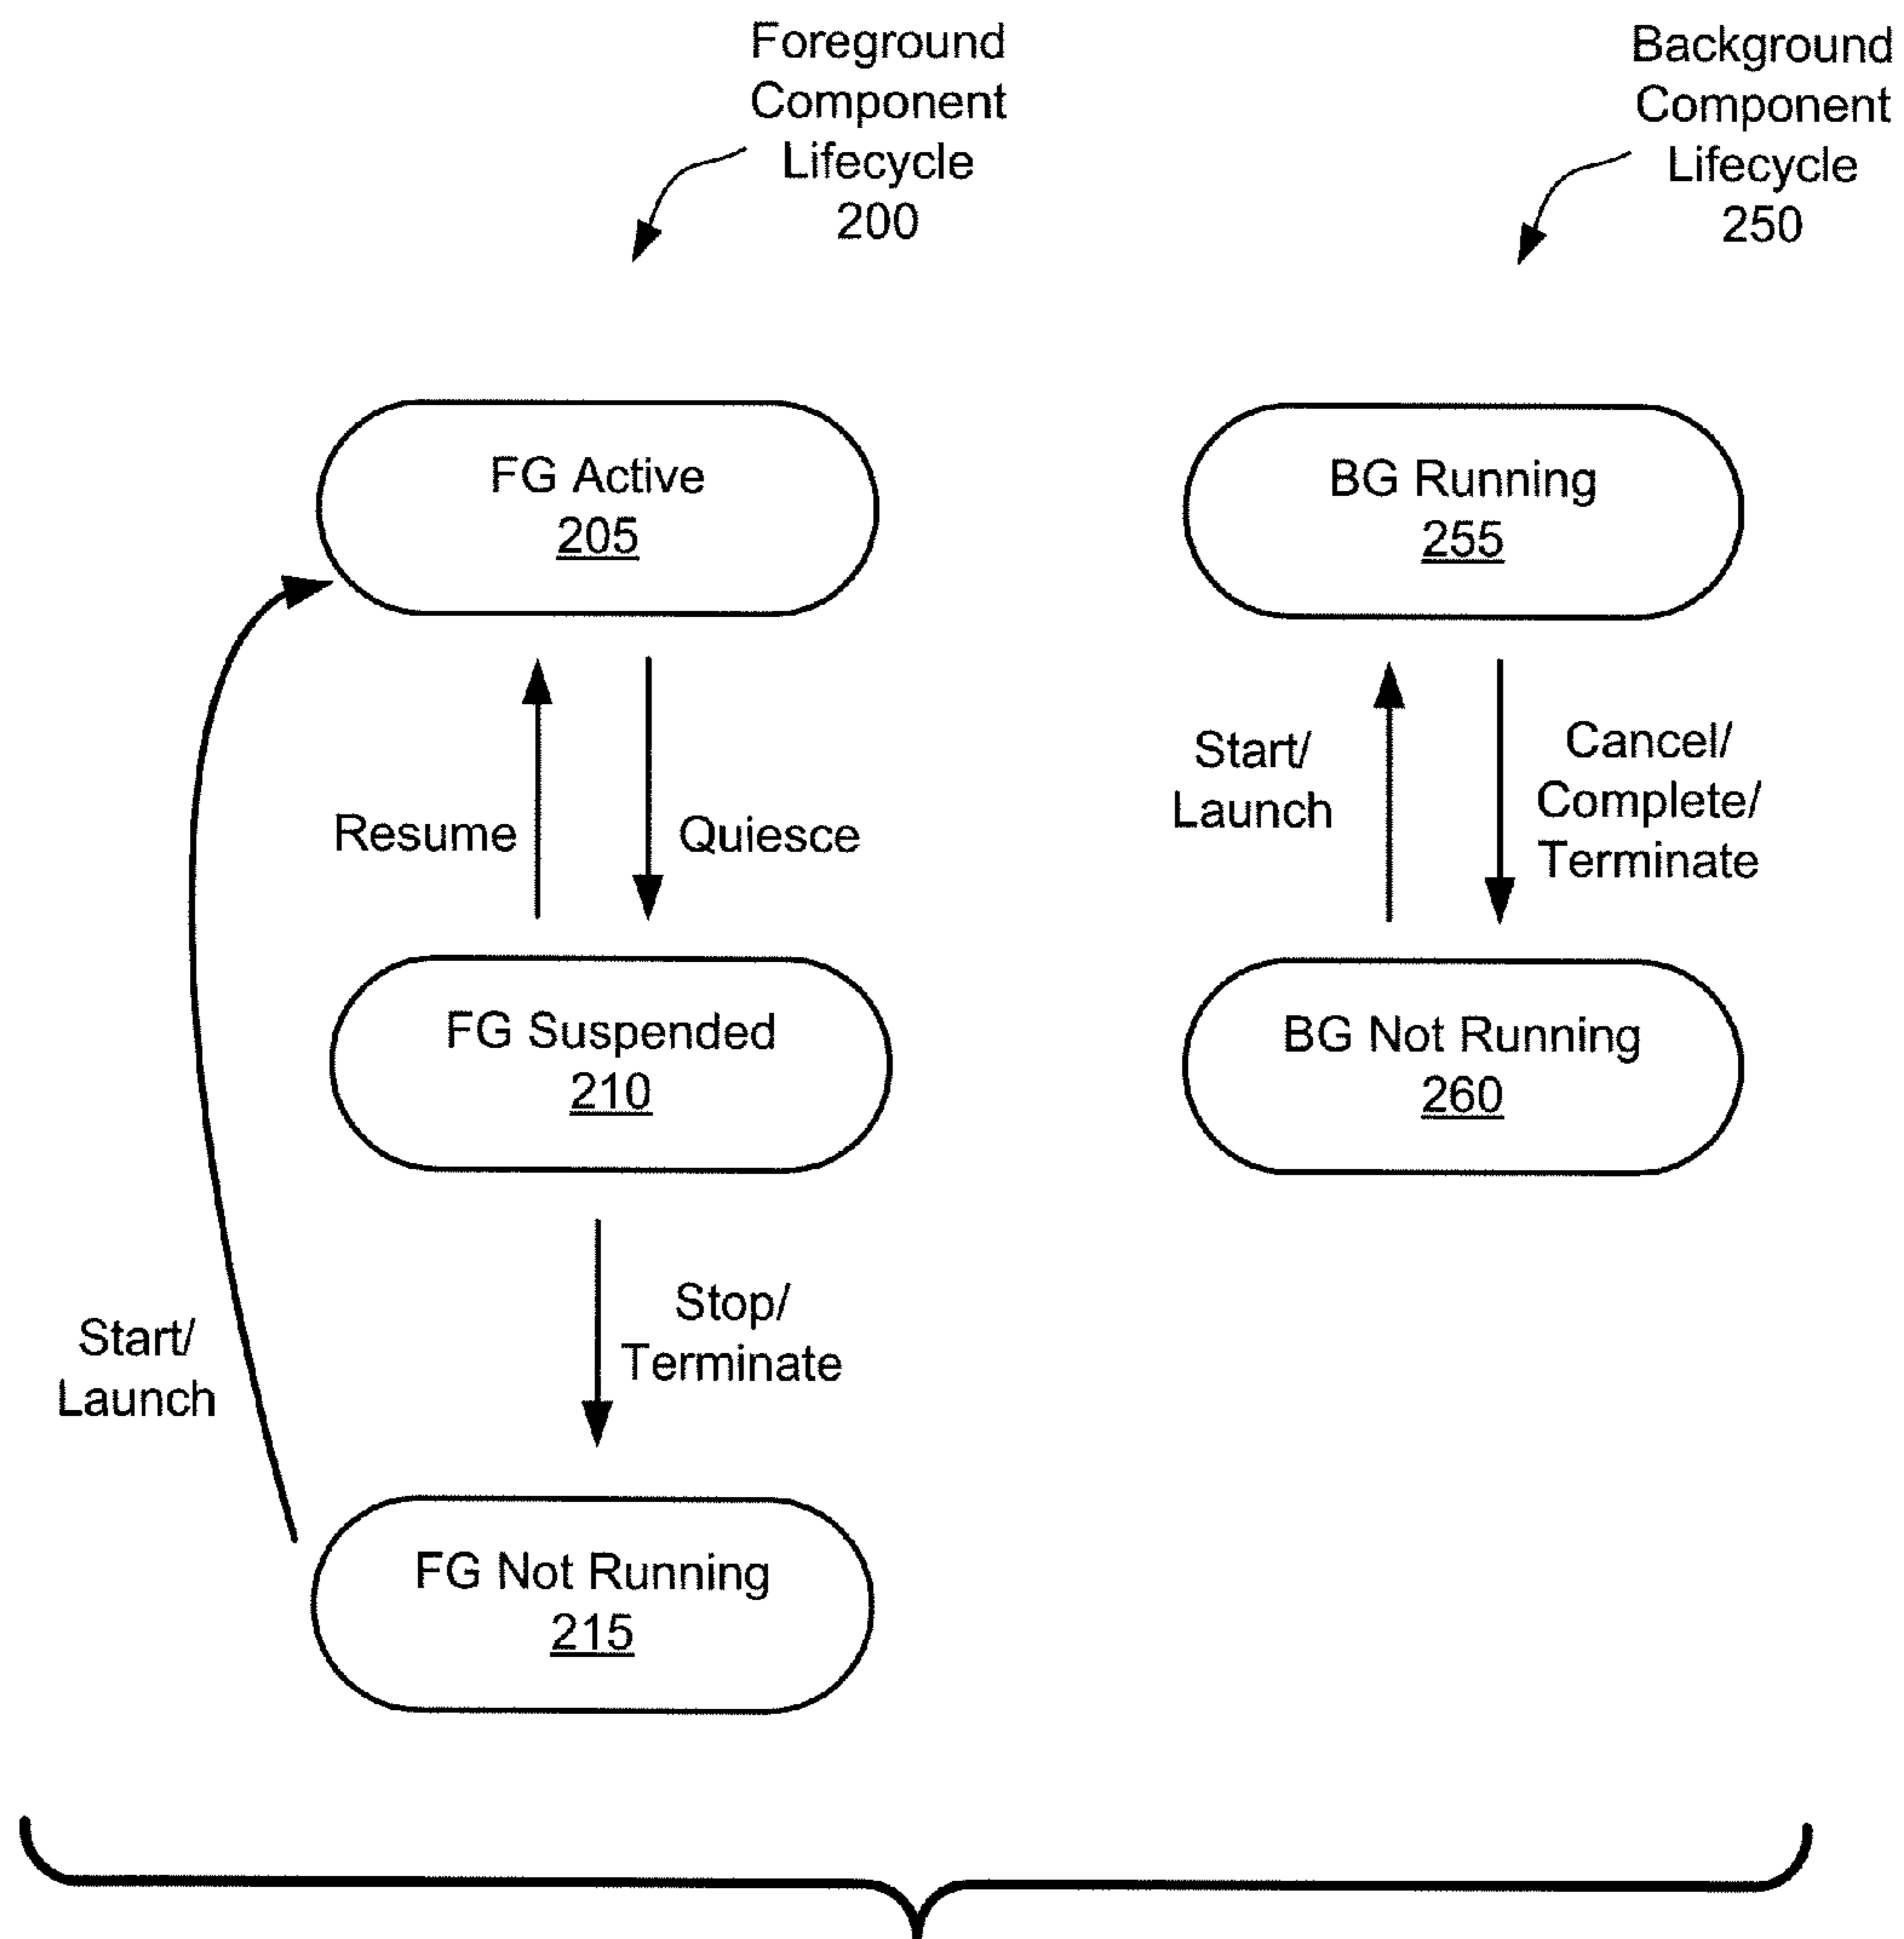 Foreground
Component
Lifecycle
200
Background
Component
Lifecycle
250
FG Active
205
BG Running
255
Resume
Quiesce
Start/
Launch
Cancel/
Complete/
Terminate
FG Suspended
210
BG Not Running
260
Start/
Launch
Stop/
Terminate
FG Not Running
215